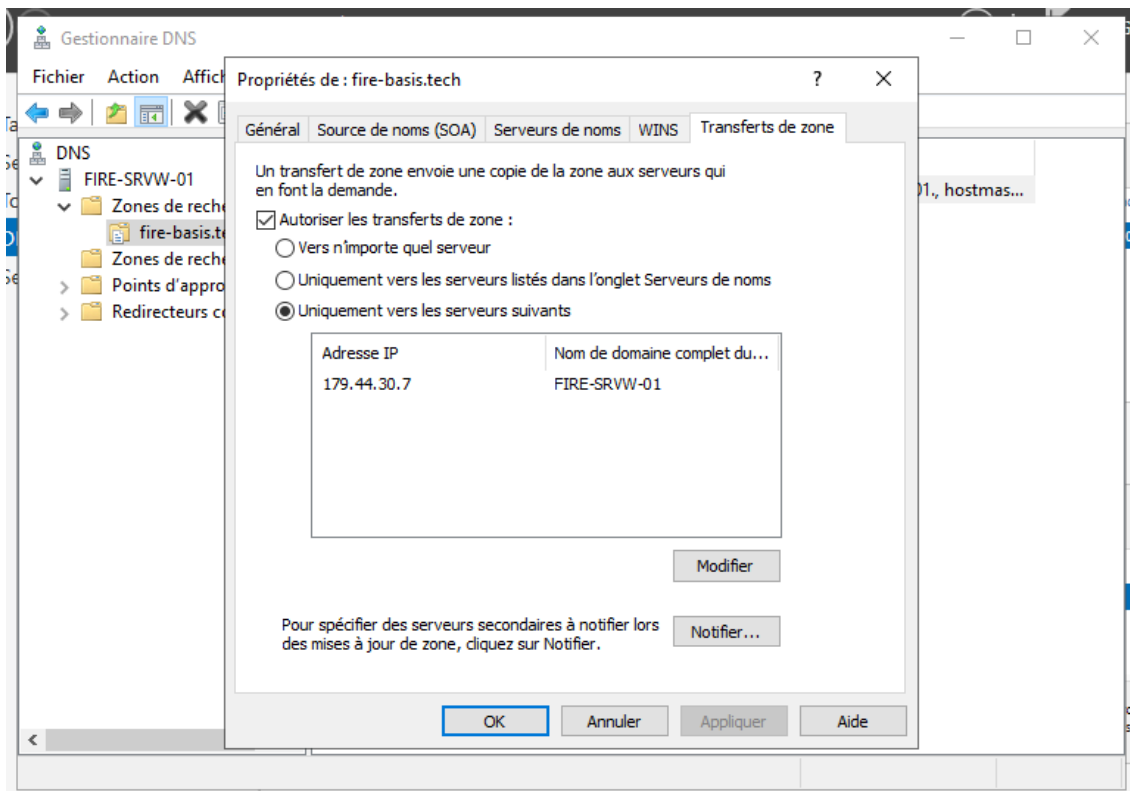 Gestionnaire DNS
Fichier Action Affich
Propriétés de : fire-basis.tech
?
Général Source de noms (SOA) Serveurs de noms WINS Transferts de zone
DNS
FIRE-SRVW-01
Zones de reche
fire-basis.te
Zones de reche
Points d'appro
Redirecteurs co
Un transfert de zone envoie une copie de la zone aux serveurs qui
en font la demande.
Autoriser les transferts de zone :
Vers n'importe quel serveur
Uniquement vers les serveurs listés dans l'onglet Serveurs de noms
Uniquement vers les serveurs suivants
Adresse IP Nom de domaine complet du...
179.44.30.7 FIRE-SRVW-01
Modifier
Pour spécifier des serveurs secondaires à notifier lors
des mises à jour de zone, cliquez sur Notifier.
Notifier...
OK Annuler Appliquer Aide
01., hostmas...